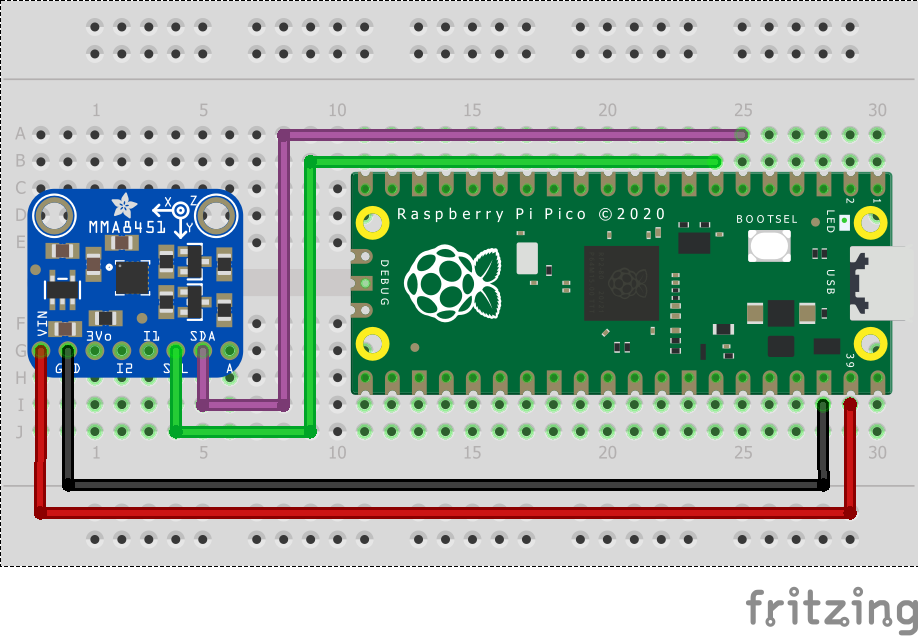 1 5 10 15 20 25 30
A
B
C
D
E
F
G
H
I
J
X Z
Y
MMA8451
VIN
3Vo I1 SDA
GND I2 SCL A
Raspberry Pi Pico ©2020
BOOTSEL
LED
USB
DEBUG
2 1
39
1 5 10 15 20 25 30
fritzing